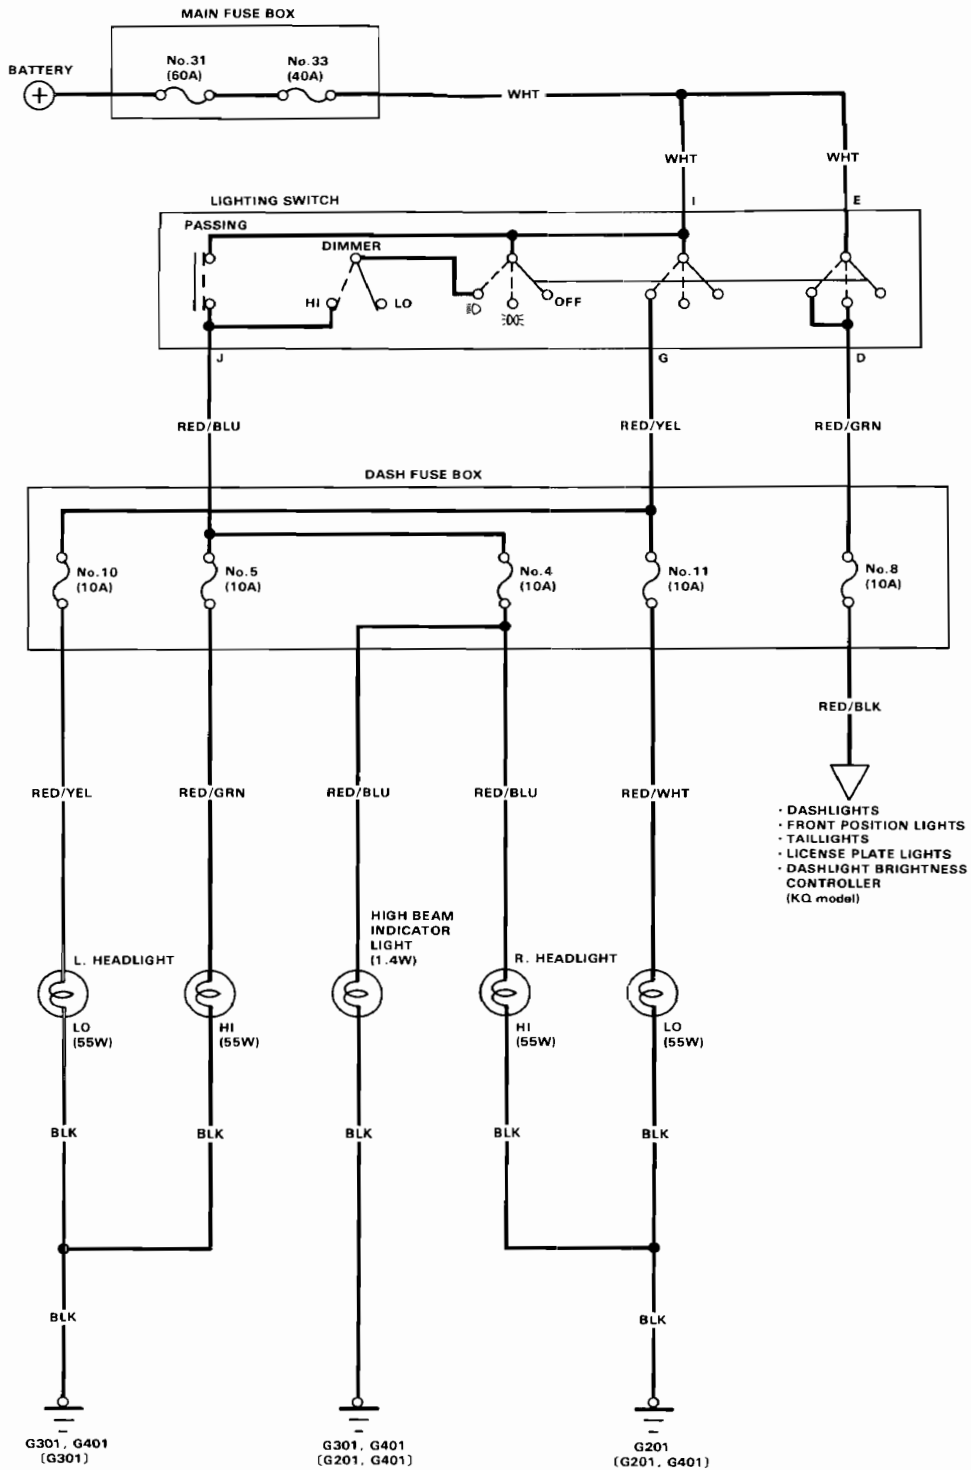 MAIN FUSE BOX
BATTERY
No.31
(60A)
No.33
(40A)
WHT
WHT
WHT
LIGHTING SWITCH
I
E
PASSING
DIMMER
HI
LO
OFF
J
G
D
RED/BLU
RED/YEL
RED/GRN
DASH FUSE BOX
No.10
(10A)
No.5
(10A)
No.4
(10A)
No.11
(10A)
No.8
(10A)
RED/BLK
RED/YEL
RED/GRN
RED/BLU
RED/BLU
RED/WHT
· DASHLIGHTS
· FRONT POSITION LIGHTS
· TAILLIGHTS
· LICENSE PLATE LIGHTS
· DASHLIGHT BRIGHTNESS
CONTROLLER
(KQ model)
HIGH BEAM
INDICATOR
LIGHT
(1.4W)
L. HEADLIGHT
R. HEADLIGHT
LO
(55W)
HI
(55W)
HI
(55W)
LO
(55W)
BLK
BLK
BLK
BLK
BLK
BLK
BLK
G301, G401
[G301]
G301, G401
[G201, G401]
G201
[G201, G401]